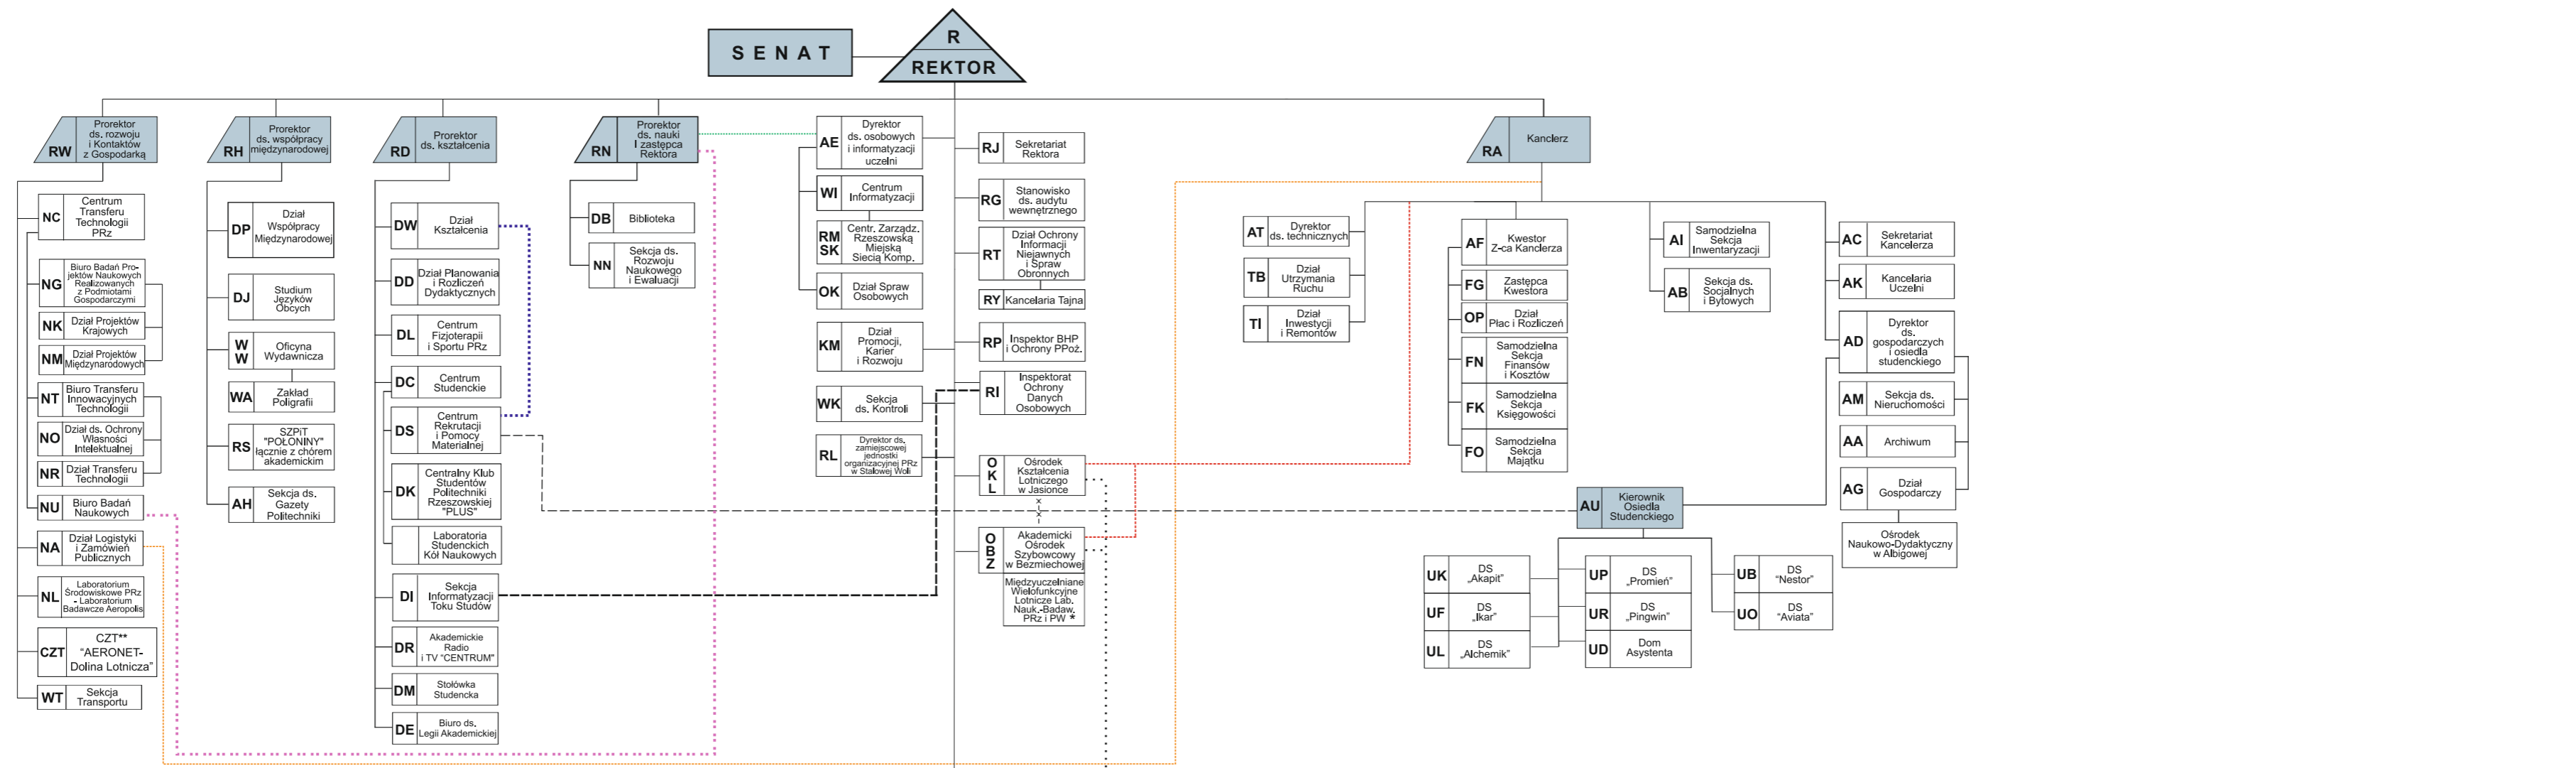 S E N A T
R
REKTOR
RW
Prorektor
ds. rozwoju
i Kontaktów
z Gospodarką
RH
Prorektor
ds. współpracy
międzynarodowej
RD
Prorektor
ds. kształcenia
RN
Prorektor
ds. nauki
I zastępca
Rektora
RA
Kanclerz
NC
Centrum
Transferu
Technologii
PRz
NG
Biuro Badań Pro-
jektów Naukowych
Realizowanych
z Podmiotami
Gospodarczymi
NK
Dział Projektów
Krajowych
NM
Dział Projektów
Międzynarodowych
NT
Biuro Transferu
Innowacyjnych
Technologii
NO
Dział ds. Ochrony
Własności
Intelektualnej
NR
Dział Transferu
Technologii
NU
Biuro Badań
Naukowych
NA
Dział Logistyki
i Zamówień
Publicznych
NL
Laboratorium
Środowiskowe PRz
- Laboratorium
Badawcze Aeropolis
CZT
CZT**
"AERONET-
Dolina Lotnicza"
WT
Sekcja
Transportu
DP
Dział
Współpracy
Międzynarodowej
DJ
Studium
Języków
Obcych
W
W
Oficyna
Wydawnicza
WA
Zakład
Poligrafii
RS
SZPiT
"POŁONINY"
łącznie z chórem
akademickim
AH
Sekcja ds.
Gazety
Politechniki
DW
Dział
Kształcenia
DD
Dział Planowania
i Rozliczeń
Dydaktycznych
DL
Centrum
Fizjoterapii
i Sportu PRz
DC
Centrum
Studenckie
DS
Centrum
Rekrutacji
i Pomocy
Materialnej
DK
Centralny Klub
Studentów
Politechniki
Rzeszowskiej
"PLUS"
Laboratoria
Studenckich
Kół Naukowych
DI
Sekcja
Informatyzacji
Toku Studów
DR
Akademickie
Radio
i TV "CENTRUM"
DM
Stołówka
Studencka
DE
Biuro ds.
Legii Akademickiej
DB
Biblioteka
NN
Sekcja ds.
Rozwoju
Naukowego
i Ewaluacji
AE
Dyrektor
ds. osobowych
i informatyzacji
uczelni
WI
Centrum
Informatyzacji
RM
SK
Centr. Zarządz.
Rzeszowską
Miejską
Siecią Komp.
OK
Dział Spraw
Osobowych
KM
Dział
Promocji,
Karier
i Rozwoju
WK
Sekcja
ds. Kontroli
RL
Dyrektor ds.
zamiejscowej
jednostki
organizacyjnej PRz
w Stalowej Woli
RJ
Sekretariat
Rektora
RG
Stanowisko
ds. audytu
wewnętrznego
RT
Dział Ochrony
Informacji
Niejawnych
i Spraw
Obronnych
RY
Kancelaria Tajna
RP
Inspektor BHP
i Ochrony PPoż.
RI
Inspektorat
Ochrony
Danych
Osobowych
O
K
L
Ośrodek
Kształcenia
Lotniczego
w Jasionce
O
B
Z
Akademicki
Ośrodek
Szybowcowy
w Bezmiechowej
Międzyuczelniane
Wielofunkcyjne
Lotnicze Lab.
Nauk.-Badaw.
PRz i PW *
AT
Dyrektor
ds. technicznych
TB
Dział
Utrzymania
Ruchu
TI
Dział
Inwestycji
i Remontów
AF
Kwestor
Z-ca Kanclerza
FG
Zastępca
Kwestora
OP
Dział
Płac i Rozliczeń
FN
Samodzielna
Sekcja
Finansów
i Kosztów
FK
Samodzielna
Sekcja
Księgowości
FO
Samodzielna
Sekcja
Majątku
AI
Samodzielna
Sekcja
Inwentaryzacji
AB
Sekcja ds.
Socjalnych
i Bytowych
AC
Sekretariat
Kancelerza
AK
Kancelaria
Uczelni
AD
Dyrektor
ds.
gospodarczych
i osiedla
studenckiego
AM
Sekcja ds.
Nieruchomości
AA
Archiwum
AG
Dział
Gospodarczy
Ośrodek
Naukowo-Dydaktyczny
w Albigowej
AU
Kierownik
Osiedla
Studenckiego
UK
DS
„Akapit”
UF
DS
„Ikar”
UL
DS
„Alchemik”
UP
DS
„Promień”
UR
DS
„Pingwin”
UD
Dom
Asystenta
UB
DS
“Nestor”
UO
DS
“Aviata”